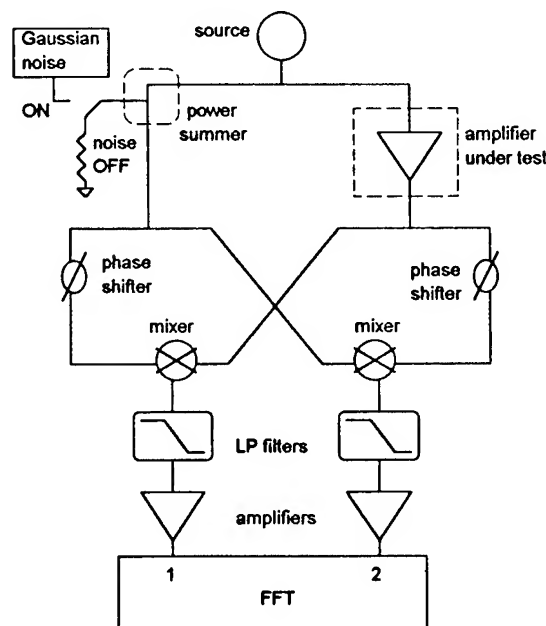 source
Gaussian
noise
ON
power
summer
noise
OFF
amplifier
under test
phase
shifter
phase
shifter
mixer
mixer
LP filters
amplifiers
1
2
FFT